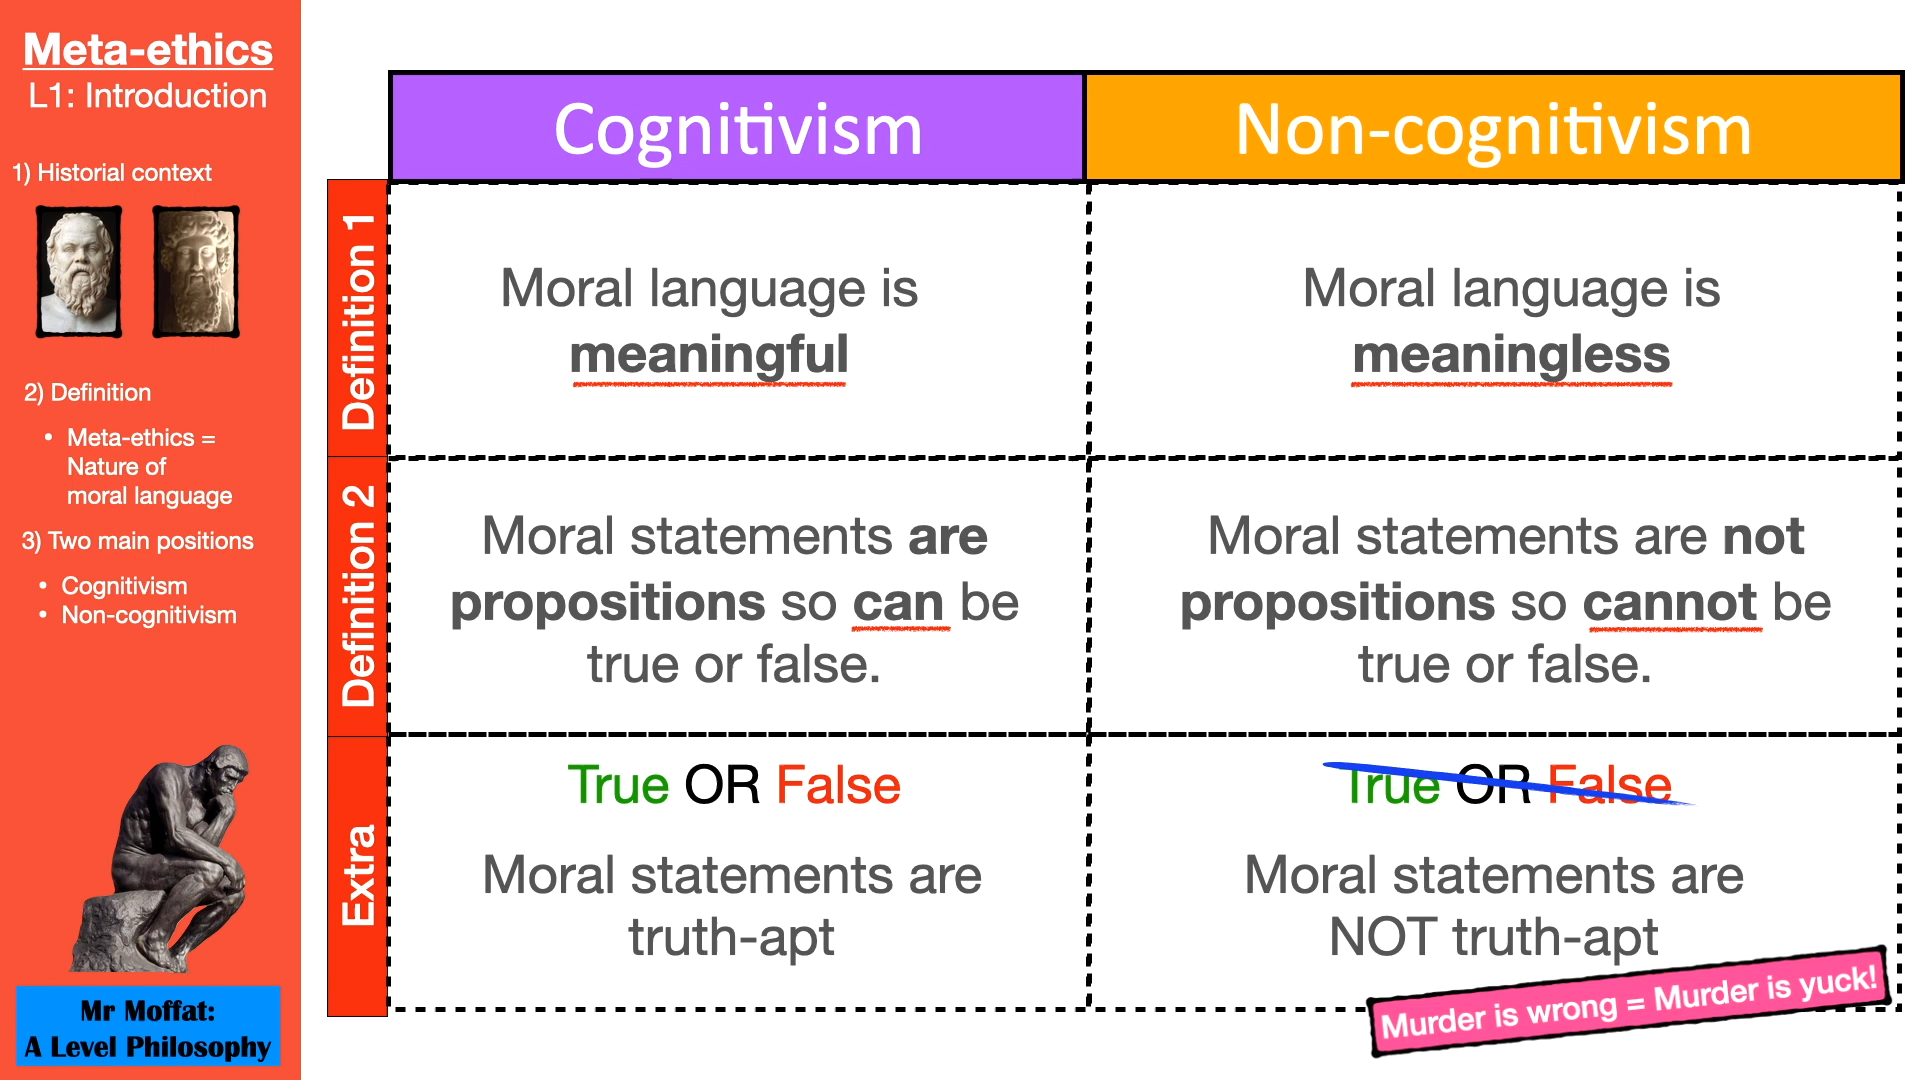 Meta-ethics
L1: Introduction
1) Historial context
2) Definition
• Meta-ethics =
Nature of
moral language
3) Two main positions
• Cognitivism
• Non-cognitivism
Mr Moffat:
A Level Philosophy
Cognitivism
Non-cognitivism
Definition 1
Moral language is
meaningful
Moral language is
meaningless
Definition 2
Moral statements are
propositions so can be
true or false.
Moral statements are not
propositions so cannot be
true or false.
Extra
True OR False
Moral statements are
truth-apt
True OR False
Moral statements are
NOT truth-apt
Murder is wrong = Murder is yuck!